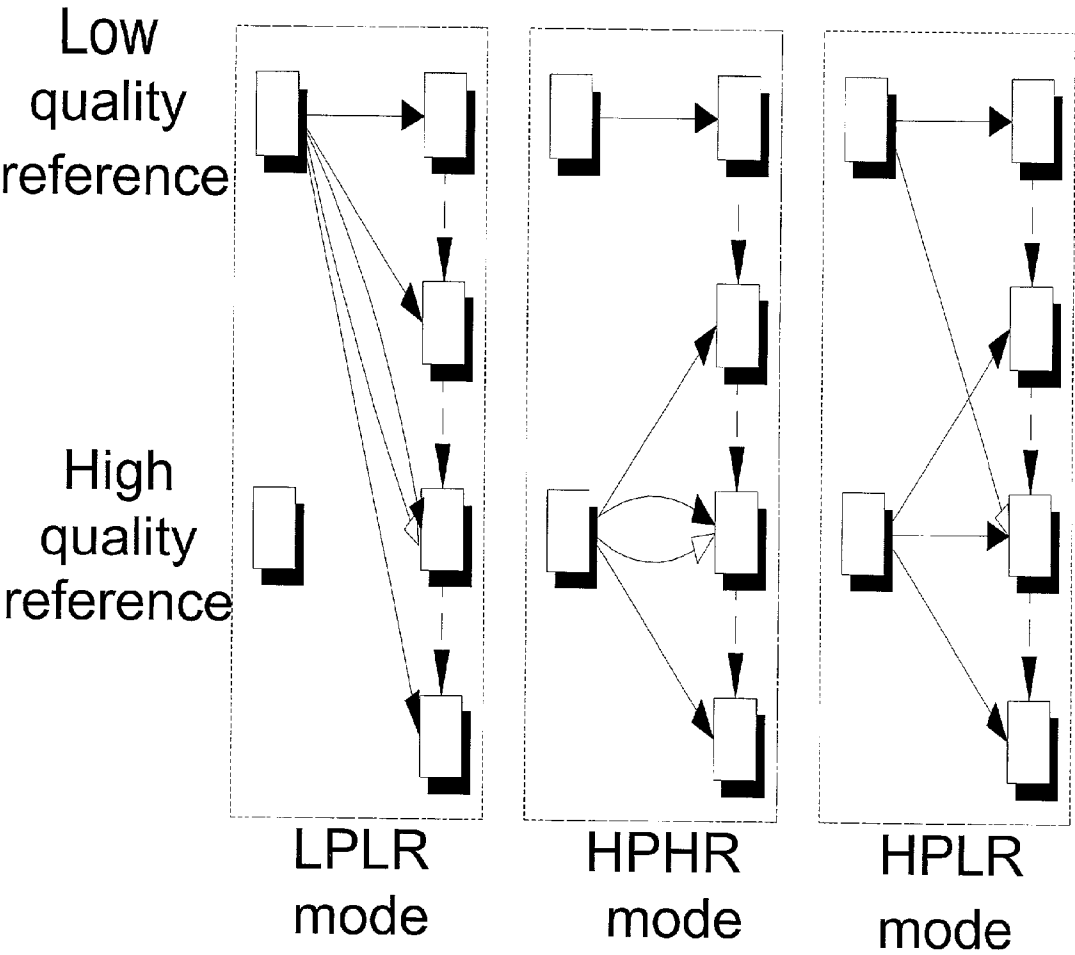 Low
quality
reference
High
quality
reference
LPLR
mode
HPHR
mode
HPLR
mode